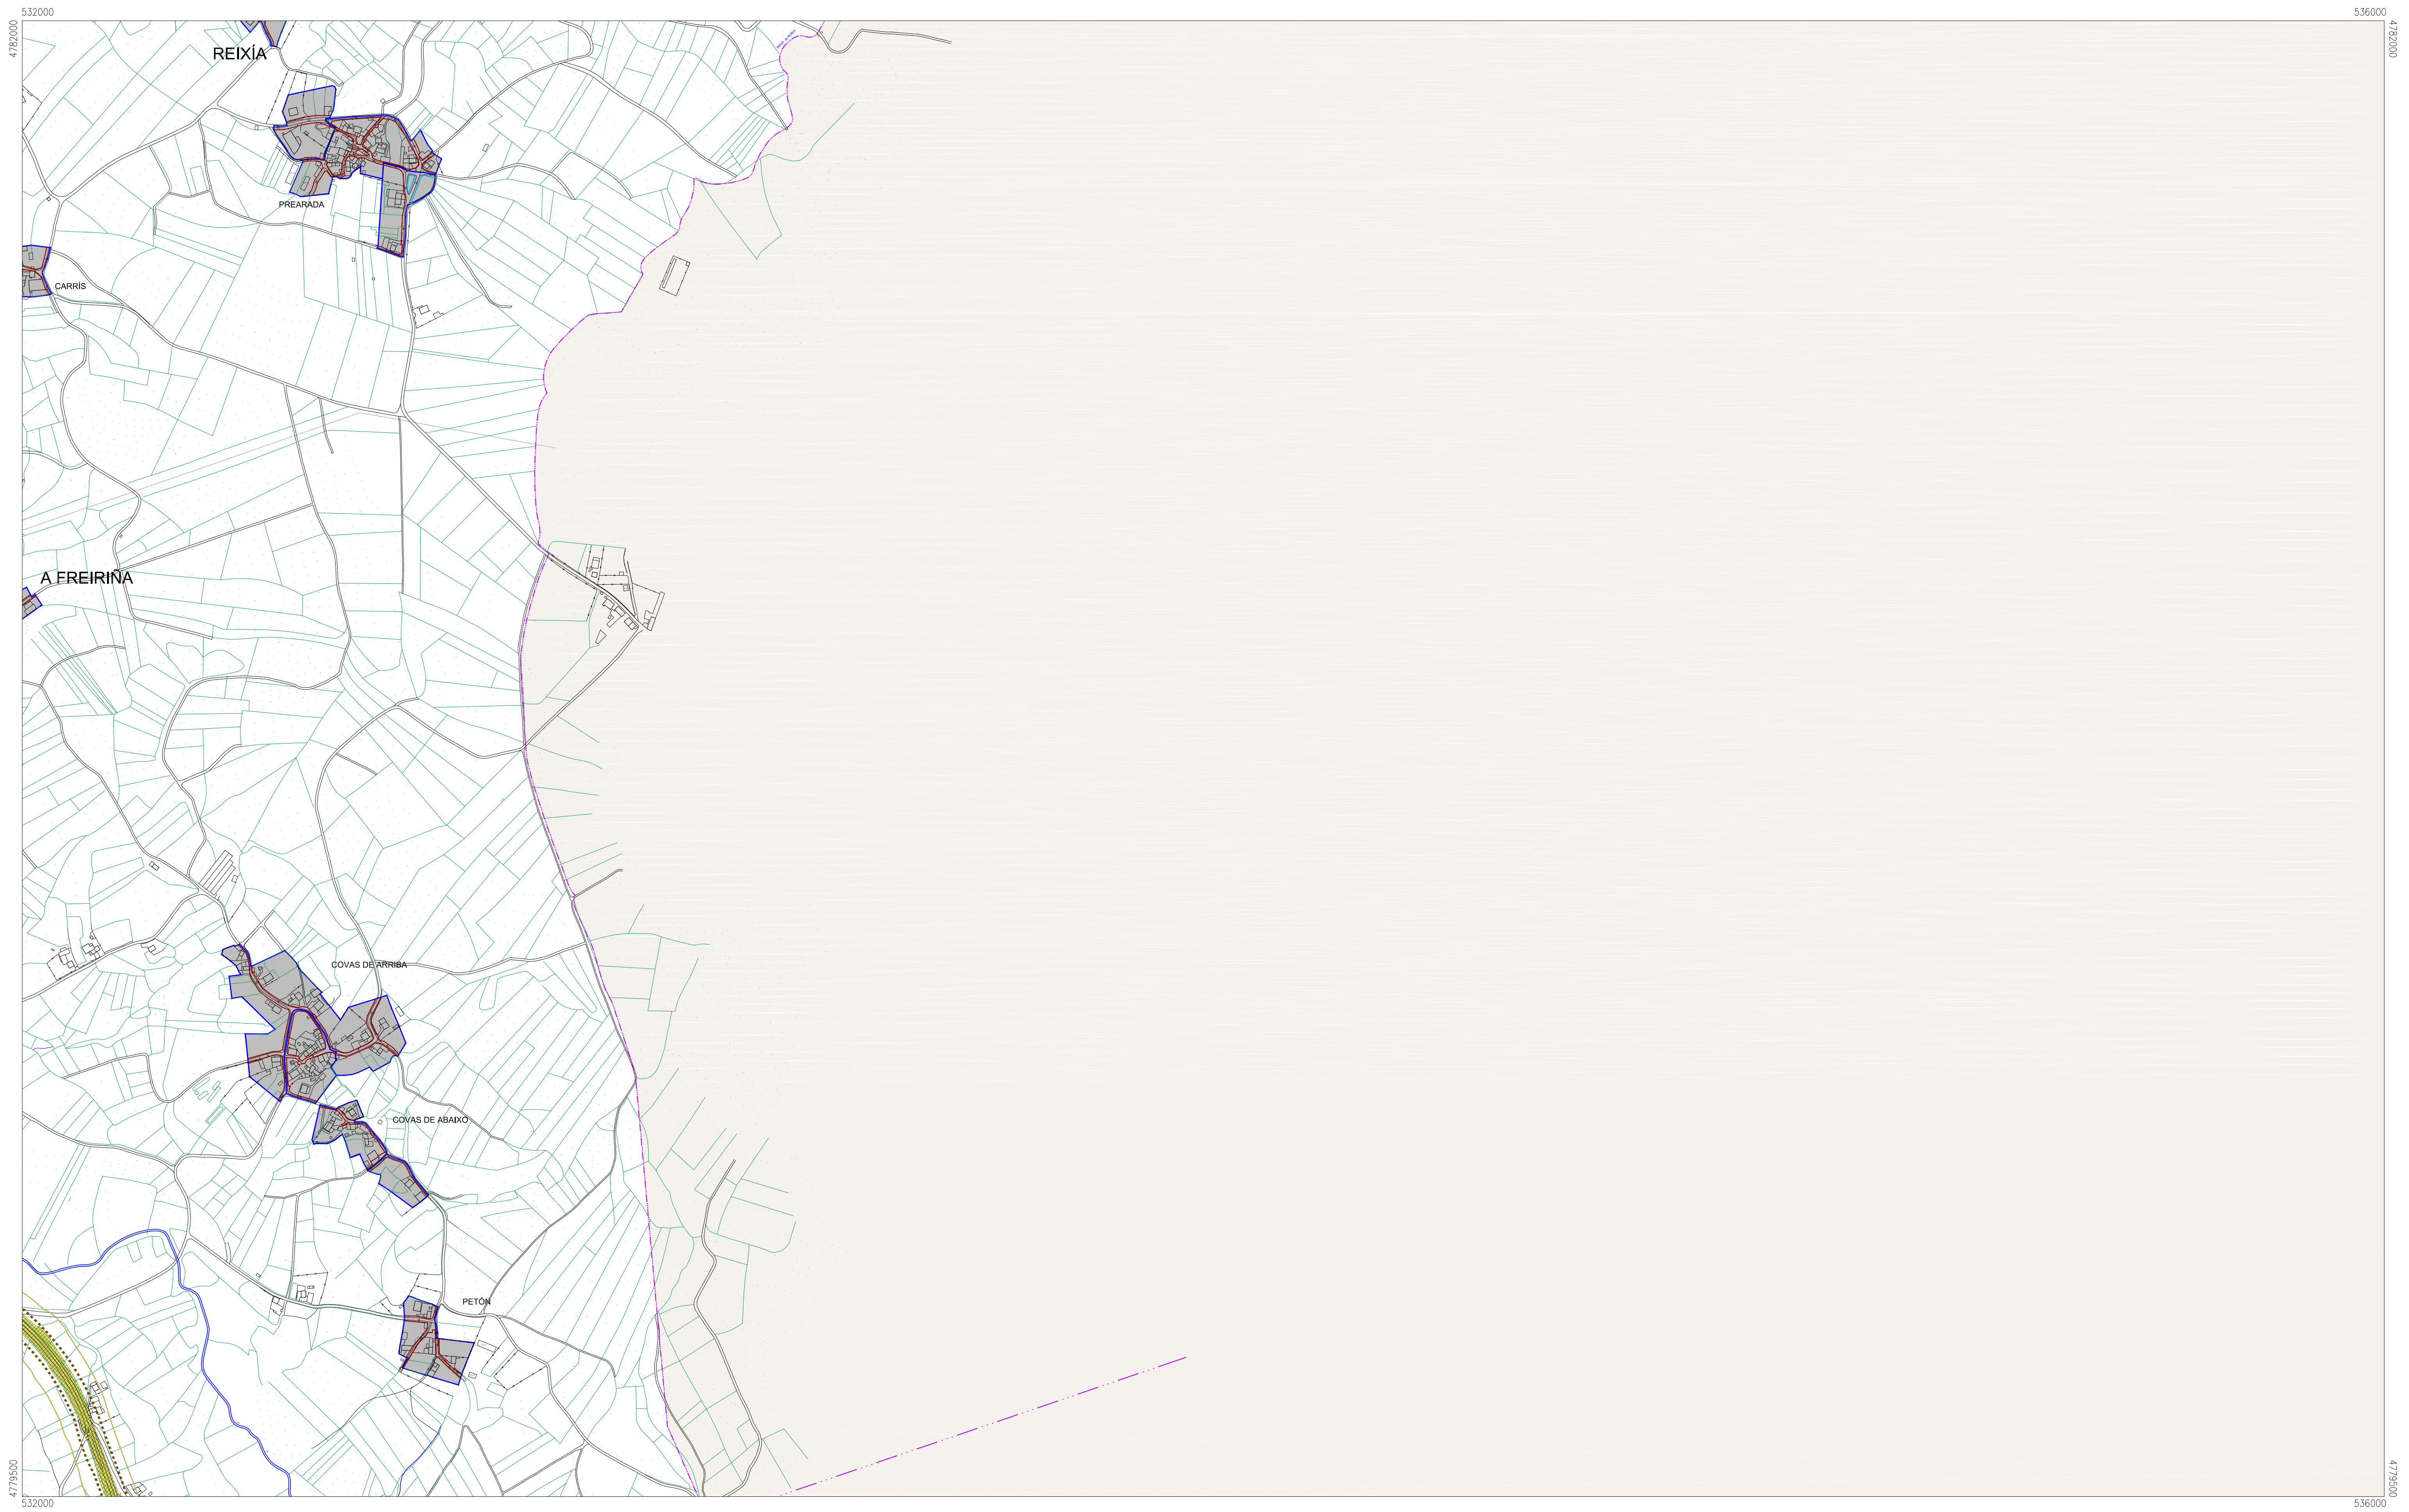 532000
536000
4782000
4782000
REIXÍA
PREARADA
CARRÍS
A FREIRIÑA
COVAS DE ARRIBA
COVAS DE ABAIXO
PETÓN
4779500
4779500
532000
536000